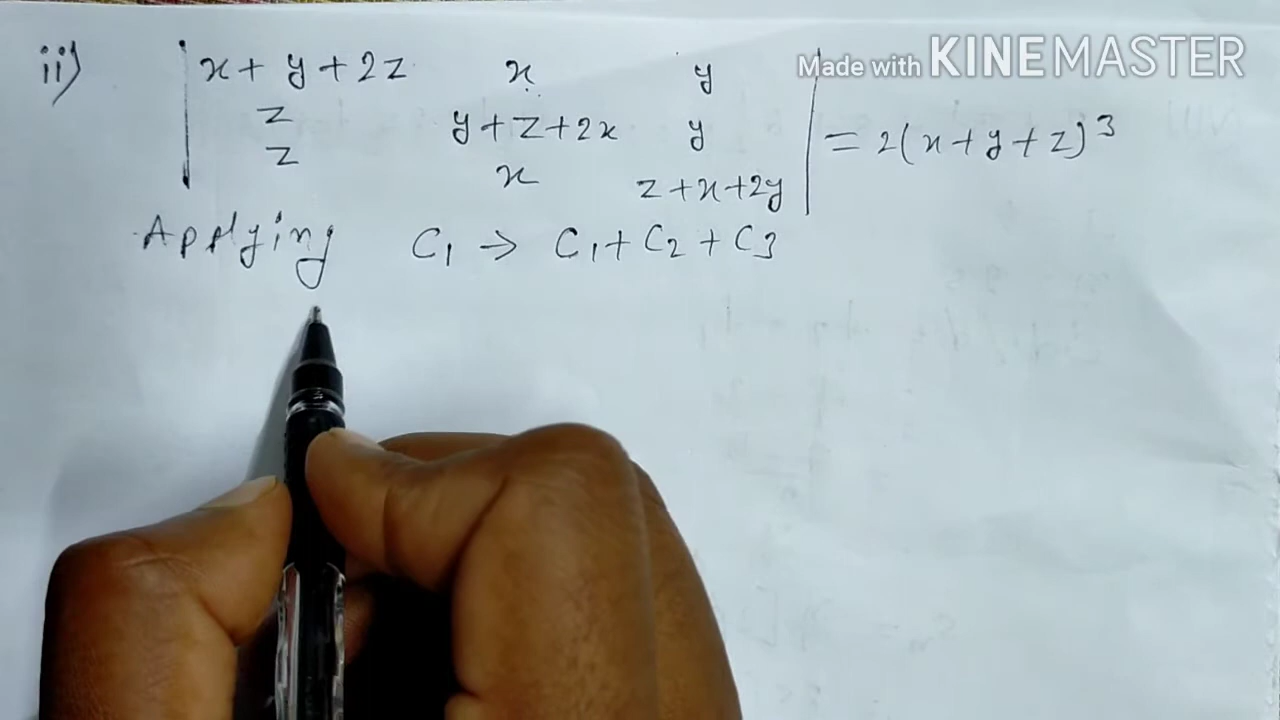 ii) | x + y + 2z x y |
z y + z + 2x y = 2(x + y + z)³
z x z + x + 2y
Applying C₁ → C₁ + C₂ + C₃
Made with KINEMASTER